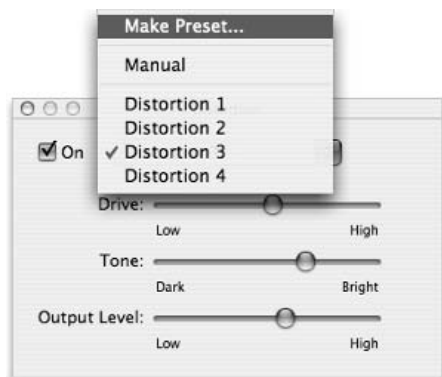 Make Preset...
Manual
Distortion 1
Distortion 2
On ✓ Distortion 3
Distortion 4
Drive:
Low High
Tone:
Dark Bright
Output Level:
Low High